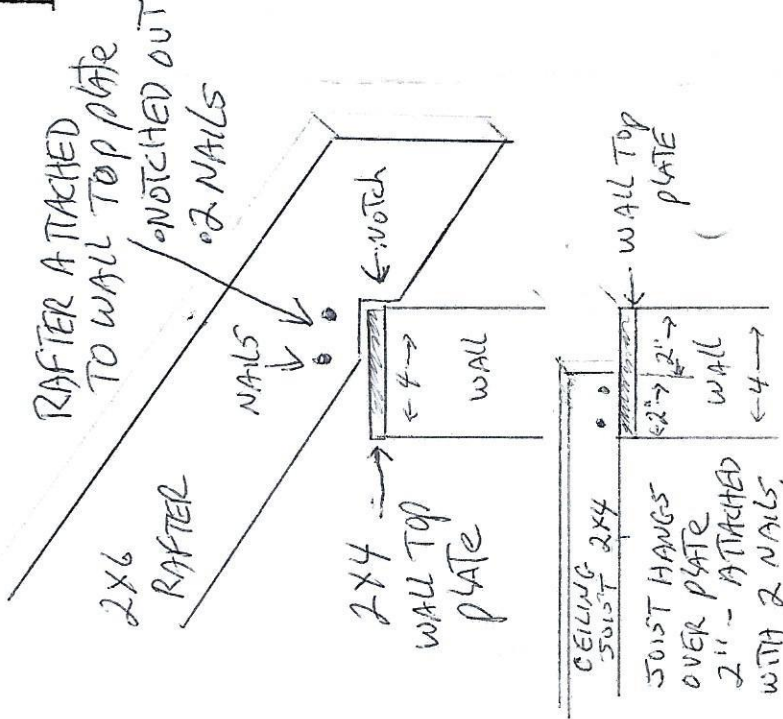 RAFTER ATTACHED
TO WALL TOP PLATE
•NOTCHED OUT
•2 NAILS
NAILS
2X6
RAFTER
←NOTCH
←4→
WALL
2X4
WALL TOP
PLATE
CEILING
JOIST 2X4
WALL TOP
PLATE
←2"→
2"→
WALL
←4"→
JOIST HANGS
OVER PLATE
2" - ATTACHED
WITH 2 NAILS.